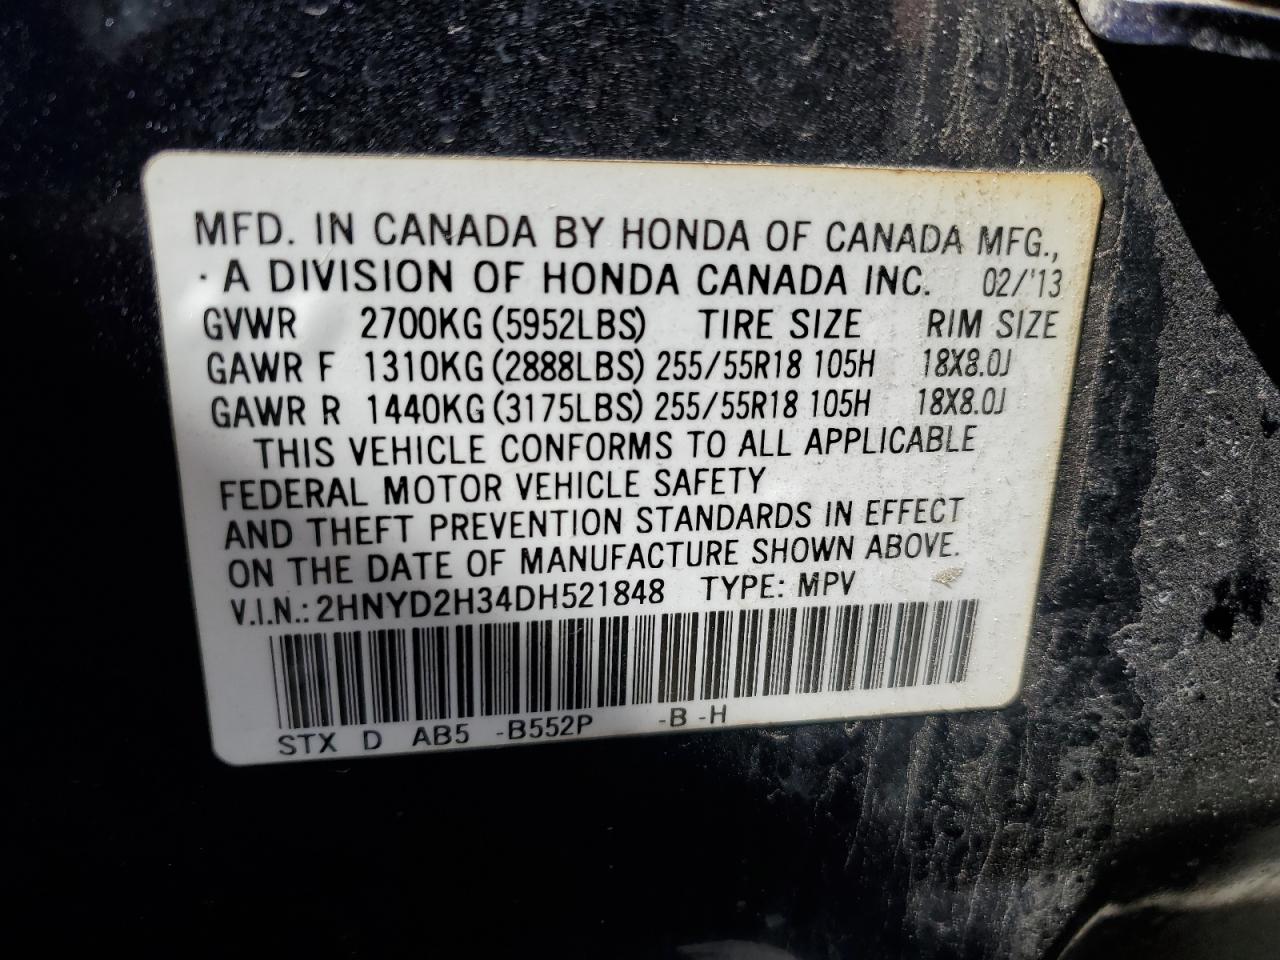 MFD. IN CANADA BY HONDA OF CANADA MFG.,
· A DIVISION OF HONDA CANADA INC. 02/'13
GVWR 2700KG (5952LBS) TIRE SIZE RIM SIZE
GAWR F 1310KG (2888LBS) 255/55R18 105H 18X8.0J
GAWR R 1440KG (3175LBS) 255/55R18 105H 18X8.0J
THIS VEHICLE CONFORMS TO ALL APPLICABLE
FEDERAL MOTOR VEHICLE SAFETY
AND THEFT PREVENTION STANDARDS IN EFFECT
ON THE DATE OF MANUFACTURE SHOWN ABOVE.
V.I.N.: 2HNYD2H34DH521848 TYPE: MPV
STX D AB5 -B552P -B -H